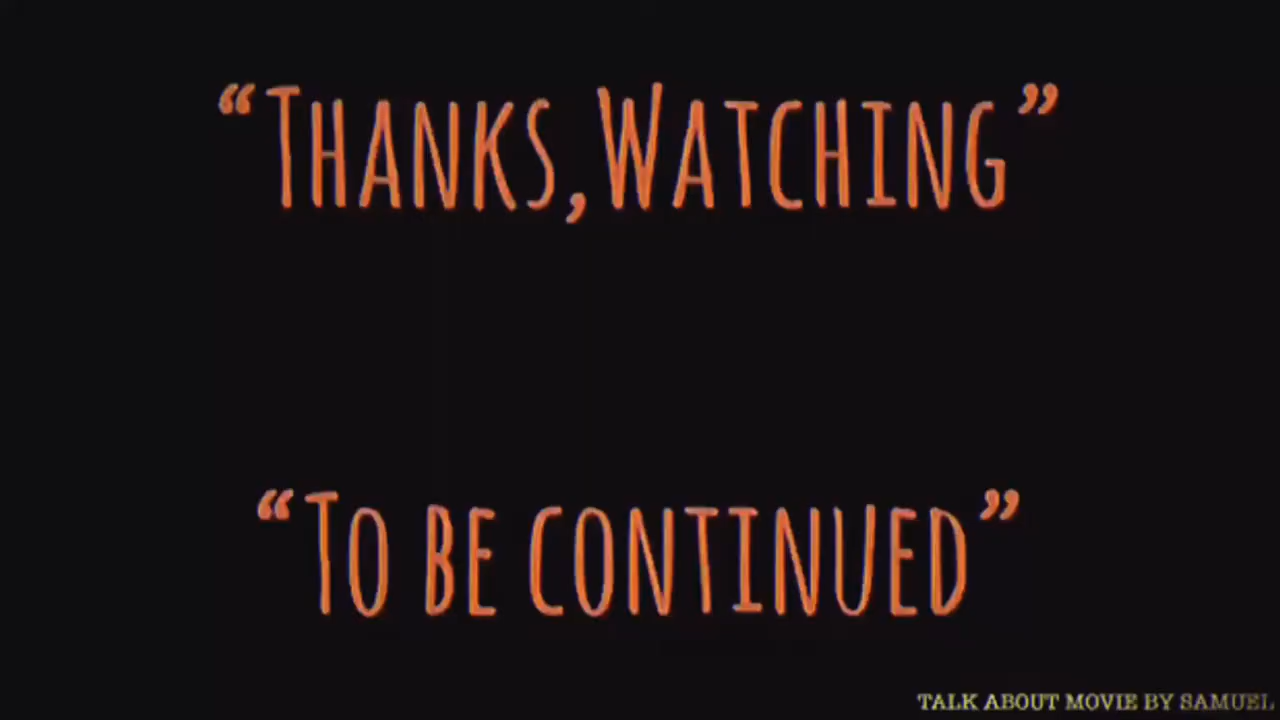 “Thanks,Watching”
“To be continued”
TALK ABOUT MOVIE BY SAMUEL